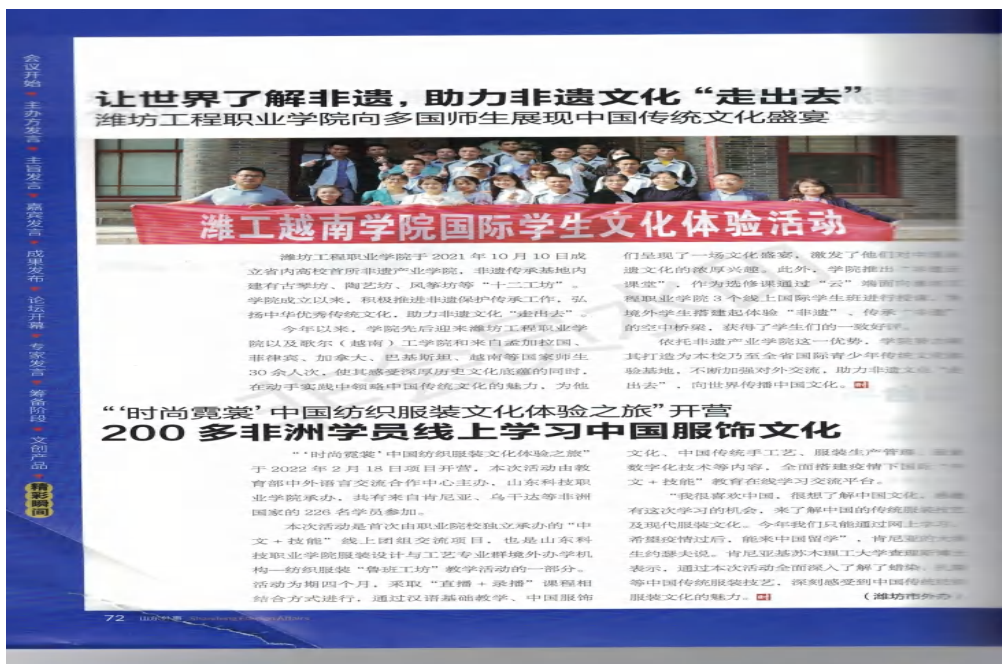 会议开始 主办方发言 主旨发言 嘉宾发言 成果发布 论坛开幕 专家发言 筹备阶段 文创产品 精彩瞬间
让世界了解非遗，助力非遗文化“走出去”
潍坊工程职业学院向多国师生展现中国传统文化盛宴
潍工越南学院国际学生文化体验活动
潍坊工程职业学院于 2021 年 10 月 10 日成
立省内高校首所非遗产业学院，非遗传承基地内
建有古琴坊、陶艺坊、风筝坊等“十二工坊”。
学院成立以来，积极推进非遗保护传承工作，弘
扬中华优秀传统文化，助力非遗文化“走出去”。
今年以来，学院先后迎来潍坊工程职业学
院以及歌尔（越南）工学院和来自孟加拉国、
菲律宾、加拿大、巴基斯坦、越南等国家师生
30 余人次，使其感受深厚历史文化底蕴的同时，
在动手实践中领略中国传统文化的魅力，为他
们呈现了一场文化盛宴，激发了他们对中国
遗文化的浓厚兴趣。此外，学院推出
课堂”，作为选修课通过“云”端面向
程职业学院 3 个线上国际学生班进行授课，
境外学生搭建起体验“非遗”、传承“非遗”
的空中桥梁，获得了学生们的一致好评。
依托非遗产业学院这一优势，学院
其打造为本校乃至全省国际青少年传统文化
验基地，不断加强对外交流，助力非遗文化“走
出去”，向世界传播中国文化。
“‘时尚霓裳’中国纺织服装文化体验之旅”开营
200 多非洲学员线上学习中国服饰文化
“‘时尚霓裳’中国纺织服装文化体验之旅”
于 2022 年 2 月 18 日项目开营，本次活动由教
育部中外语言交流合作中心主办，山东科技职
业学院承办，共有来自肯尼亚、乌干达等非洲
国家的 226 名学员参加。
本次活动是首次由职业院校独立承办的“中
文 + 技能”线上团组交流项目，也是山东科
技职业学院服装设计与工艺专业群境外办学机
构—纺织服装“鲁班工坊”教学活动的一部分。
活动为期四个月，采取“直播 + 录播”课程相
结合方式进行，通过汉语基础教学、中国服饰
文化、中国传统手工艺、服装生产管理、
数字化技术等内容，全面搭建疫情下国际“中
文 + 技能”教育在线学习交流平台。
“我很喜欢中国，很想了解中国文化，
有这次学习的机会，来了解中国的传统服装技艺
及现代服装文化。今年我们只能通过网上学习，
希望疫情过后，能来中国留学”，肯尼亚的大
生约瑟夫说。肯尼亚基苏木理工大学查理斯博士
表示，通过本次活动全面深入了解了蜡染、
等中国传统服装技艺，深刻感受到中国传统
服装文化的魅力。
（潍坊市外办）
72 山东外事 Shandong Foreign Affairs